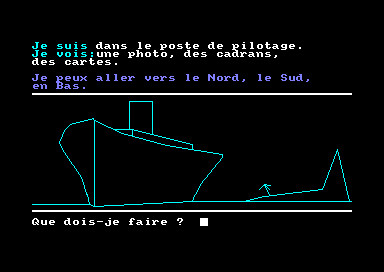 Je suis dans le poste de pilotage.
Je vois:une photo, des cadrans,
des cartes.
Je peux aller vers le Nord, le Sud,
en Bas.
Que dois-je faire ?